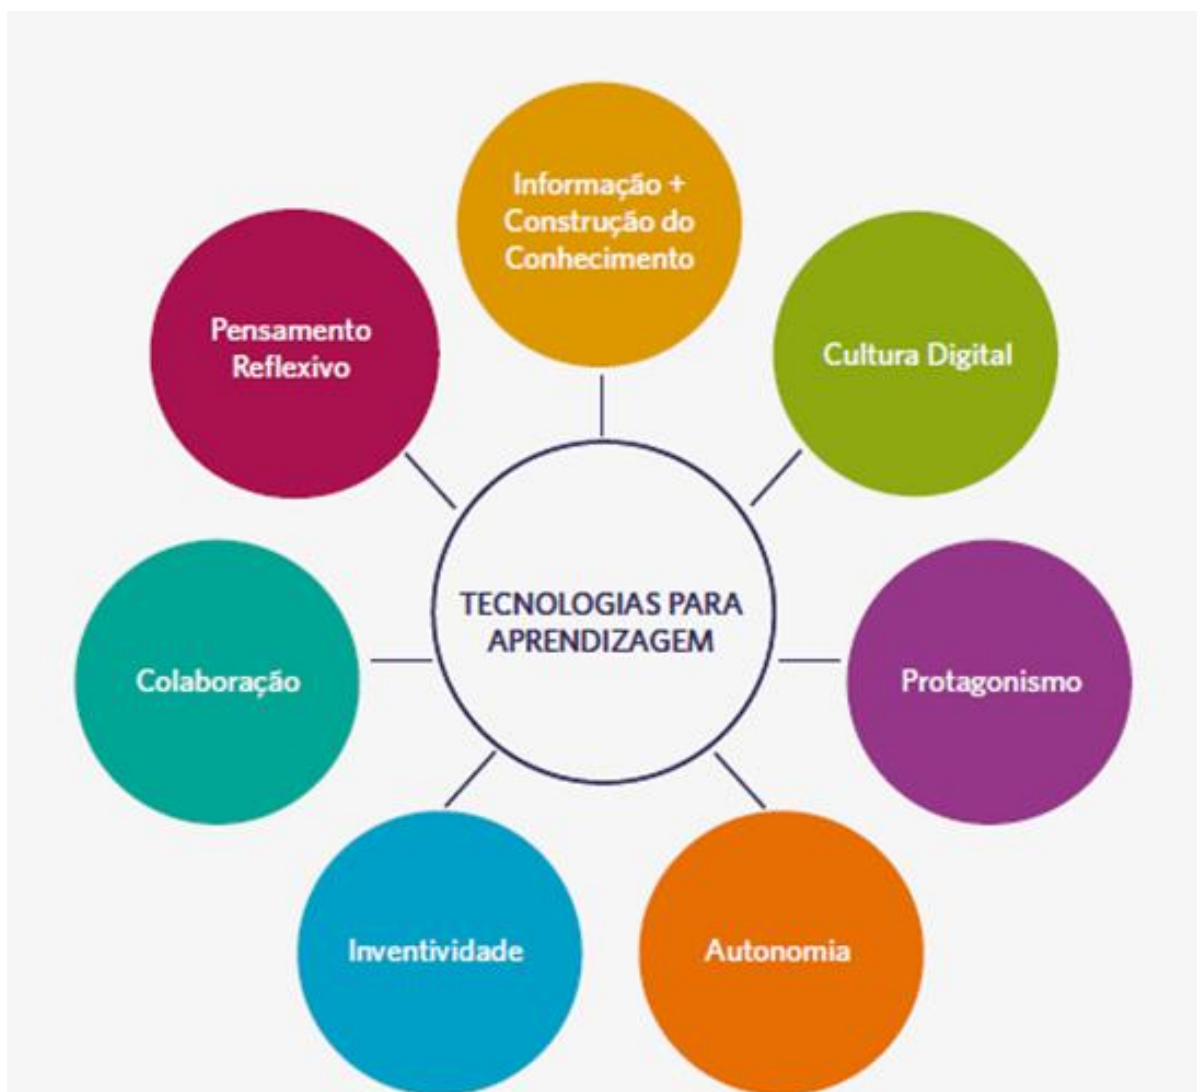 Informação +
Construção do
Conhecimento
Pensamento
Reflexivo
Cultura Digital
TECNOLOGIAS PARA
APRENDIZAGEM
Colaboração
Protagonismo
Inventividade
Autonomia